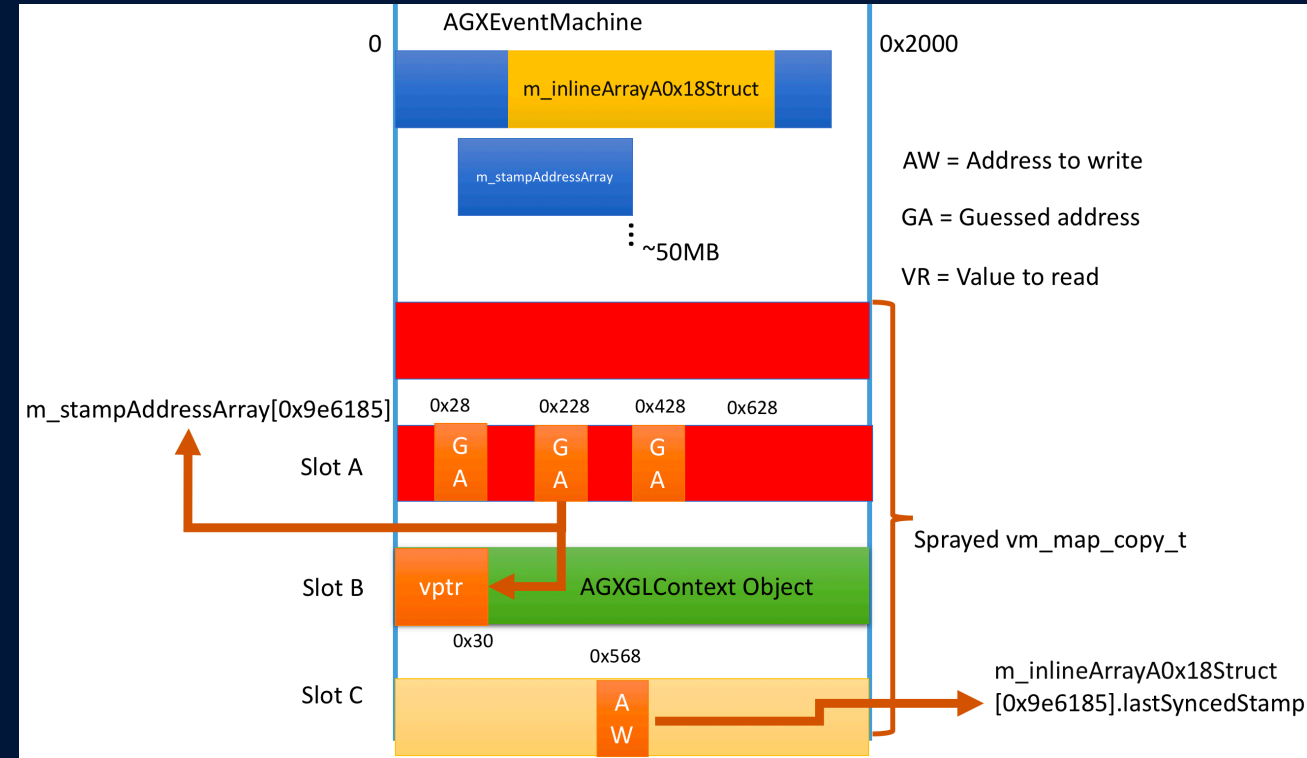 AGXEventMachine
0
0x2000
m_inlineArrayA0x18Struct
m_stampAddressArray
~50MB
AW = Address to write
GA = Guessed address
VR = Value to read
m_stampAddressArray[0x9e6185]
0x28
0x228
0x428
0x628
Slot A
G
A
G
A
G
A
Sprayed vm_map_copy_t
Slot B
vptr
AGXGLContext Object
0x30
0x568
Slot C
A
W
m_inlineArrayA0x18Struct
[0x9e6185].lastSyncedStamp